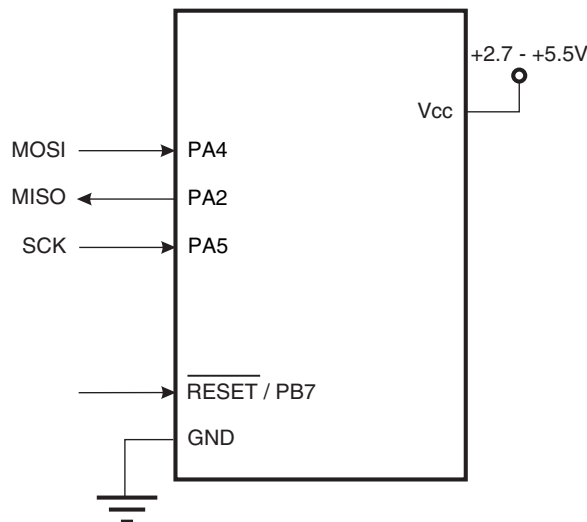 +2.7 - +5.5V
Vcc
MOSI PA4
MISO PA2
SCK PA5
RESET / PB7
GND